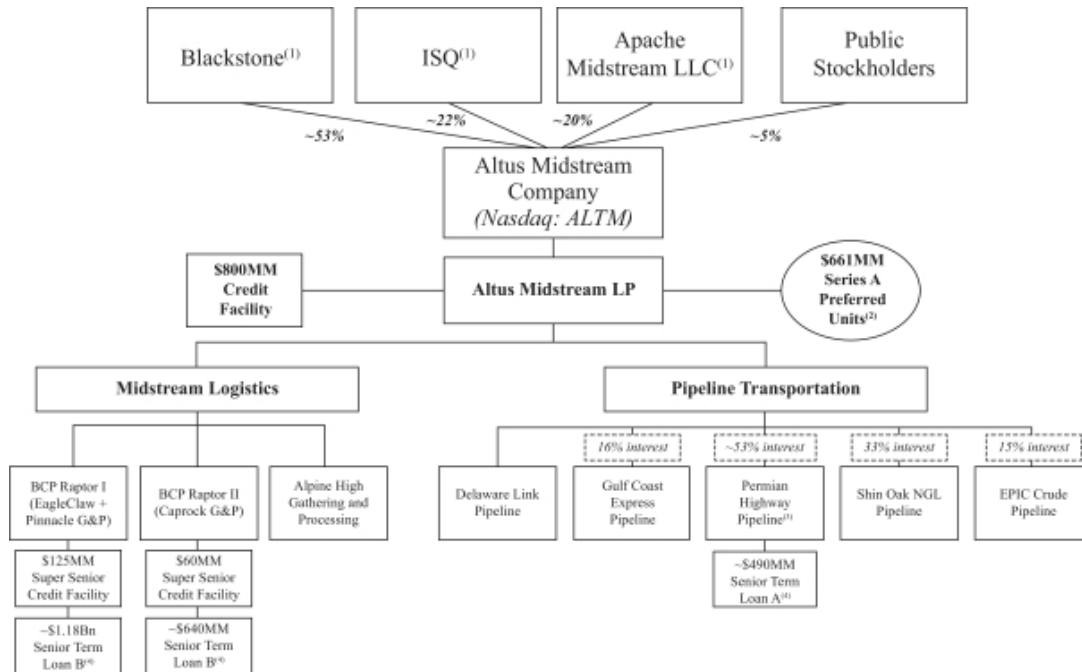 Blackstone(1)
ISQ(1)
Apache
Midstream LLC(1)
Public
Stockholders
~53%
~22%
~20%
~5%
Altus Midstream
Company
(Nasdaq: ALTM)
$800MM
Credit
Facility
Altus Midstream LP
$661MM
Series A
Preferred
Units(2)
Midstream Logistics
Pipeline Transportation
BCP Raptor I
(EagleClaw +
Pinnacle G&P)
$125MM
Super Senior
Credit Facility
~$1.18Bn
Senior Term
Loan B(4)
BCP Raptor II
(Caprock G&P)
$60MM
Super Senior
Credit Facility
~$640MM
Senior Term
Loan B(4)
Alpine High
Gathering and
Processing
Delaware Link
Pipeline
16% interest
Gulf Coast
Express
Pipeline
~53% interest
Permian
Highway
Pipeline(3)
~$490MM
Senior Term
Loan A(4)
33% interest
Shin Oak NGL
Pipeline
15% interest
EPIC Crude
Pipeline